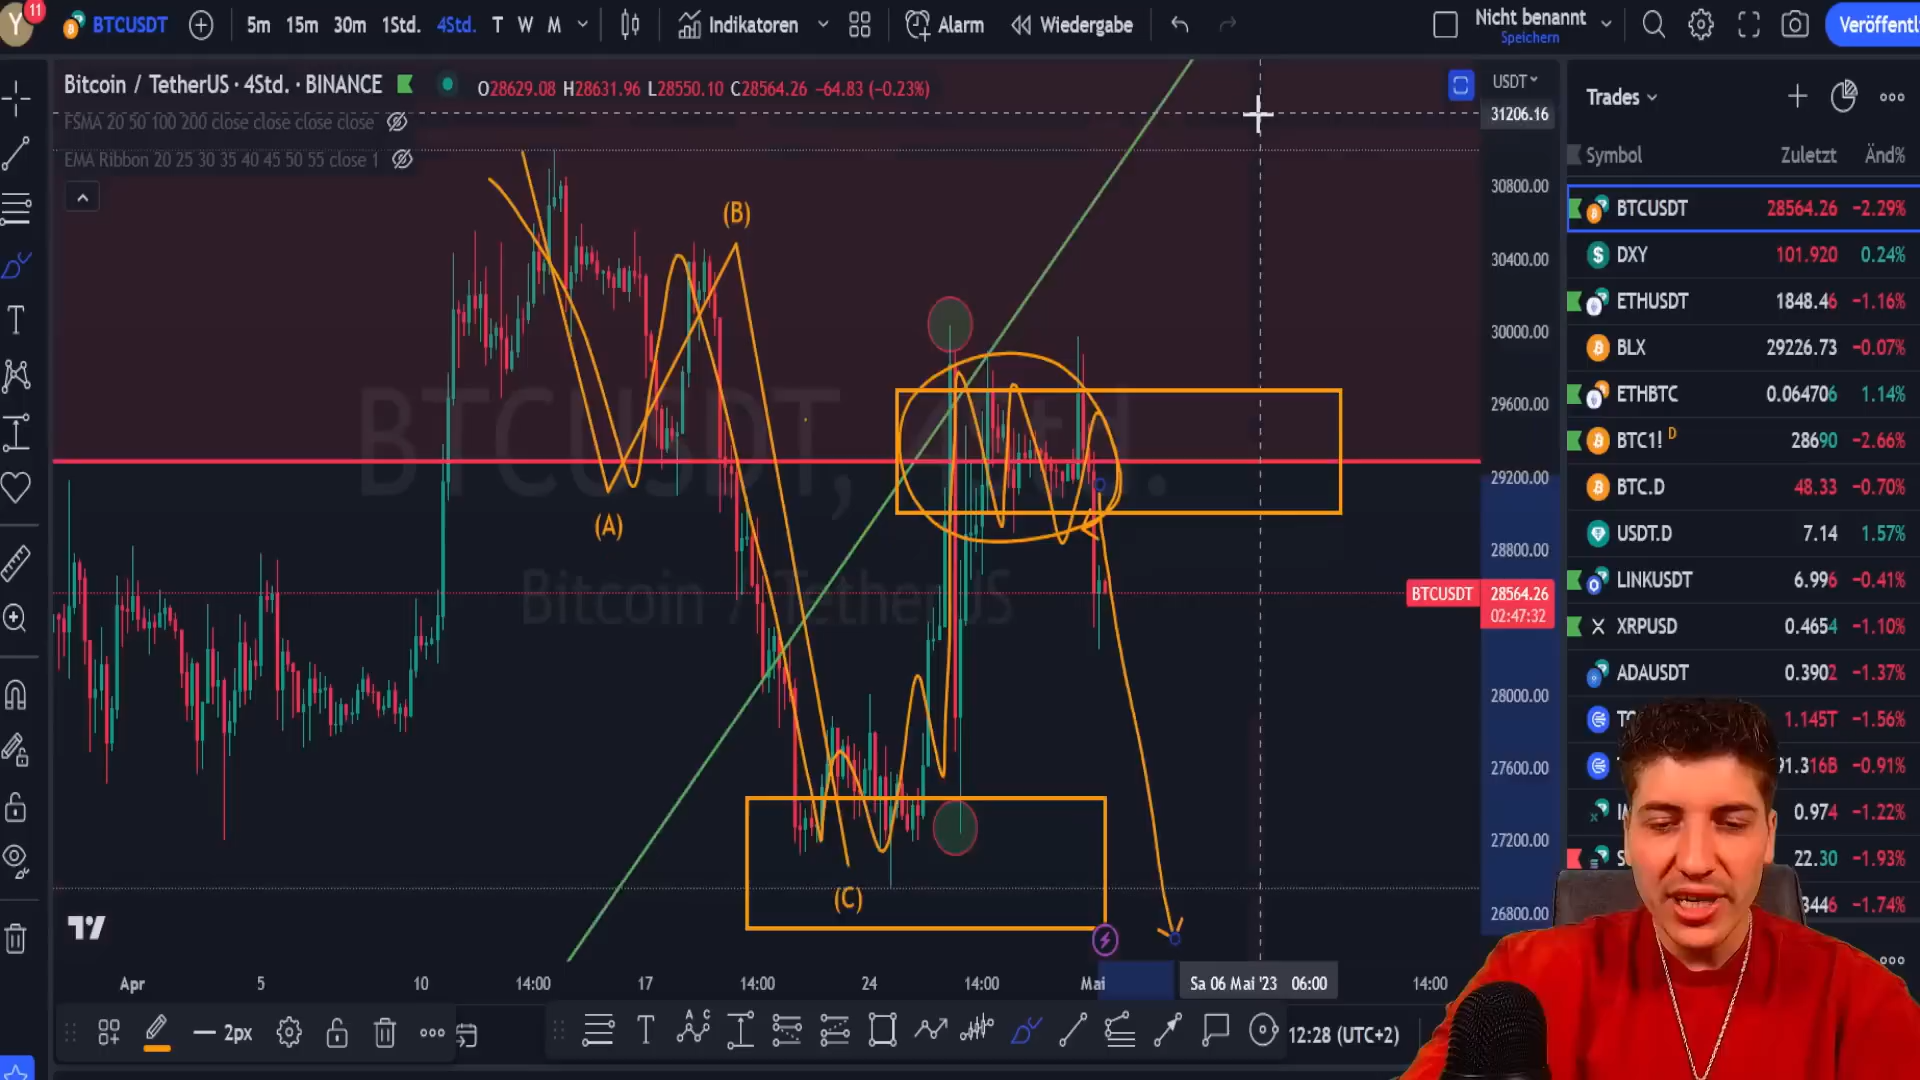 Y
11
BTCUSDT
5m 15m 30m 1Std. 4Std. T W M
Indikatoren
Alarm
Wiedergabe
Nicht benannt
Speichern
Veröffentl
Bitcoin / TetherUS · 4Std. · BINANCE
O28629.08 H28631.96 L28550.10 C28564.26 −64.83 (−0.23%)
FSMA 20 50 100 200 close close close close
EMA Ribbon 20 25 30 35 40 45 50 55 close 1
USDT
31206.16
30800.00
30400.00
30000.00
29600.00
29200.00
28800.00
BTCUSDT 28564.26
02:47:32
28000.00
27600.00
27200.00
26800.00
(B)
(A)
(C)
BTCUSDT, 4Std.
Bitcoin / TetherUS
Apr 5 10 14:00 17 14:00 24 14:00 Mai Sa 06 Mai '23 06:00 14:00
2px
12:28 (UTC+2)
Trades
Symbol Zuletzt Änd%
BTCUSDT 28564.26 −2.29%
DXY 101.920 0.24%
ETHUSDT 1848.46 −1.16%
BLX 29226.73 −0.07%
ETHBTC 0.064706 1.14%
BTC1! D 28690 −2.66%
BTC.D 48.33 −0.70%
USDT.D 7.14 1.57%
LINKUSDT 6.996 −0.41%
XRPUSD 0.4654 −1.10%
ADAUSDT 0.3902 −1.37%
1.145T −1.56%
91.316B −0.91%
0.974 −1.22%
22.30 −1.93%
3446 −1.74%